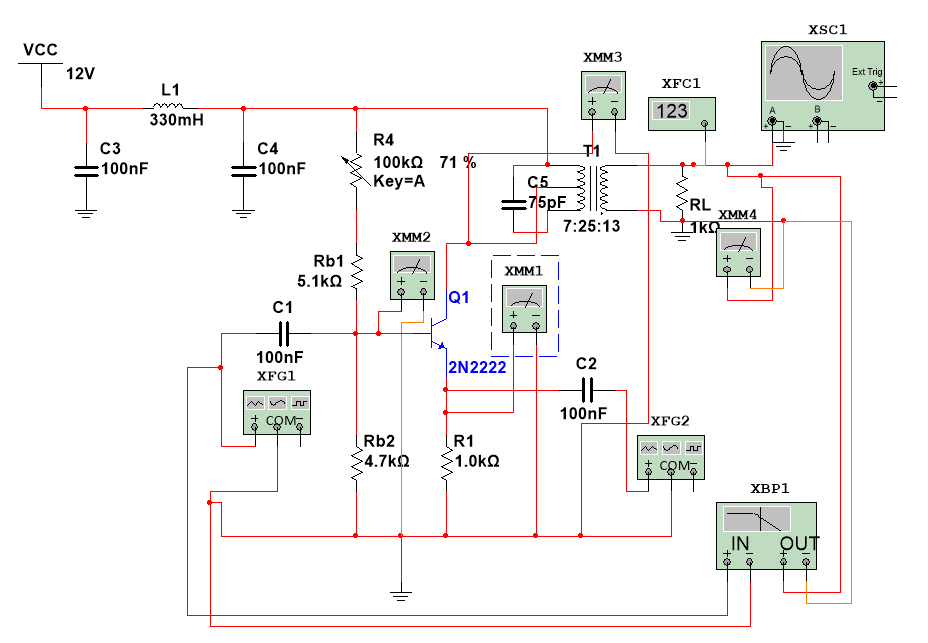 XSC1
VCC
12V
XMM3
XFC1
Ext Trig
L1
123
A
B
330mH
R4
100kΩ
71 %
Key=A
C3
100nF
C4
100nF
T1
C5
75pF
7:25:13
RL
1kΩ
XMM4
XMM2
XMM1
Rb1
5.1kΩ
Q1
C1
100nF
2N2222
C2
100nF
XFG1
COM
XFG2
COM
Rb2
4.7kΩ
R1
1.0kΩ
XBP1
IN
OUT